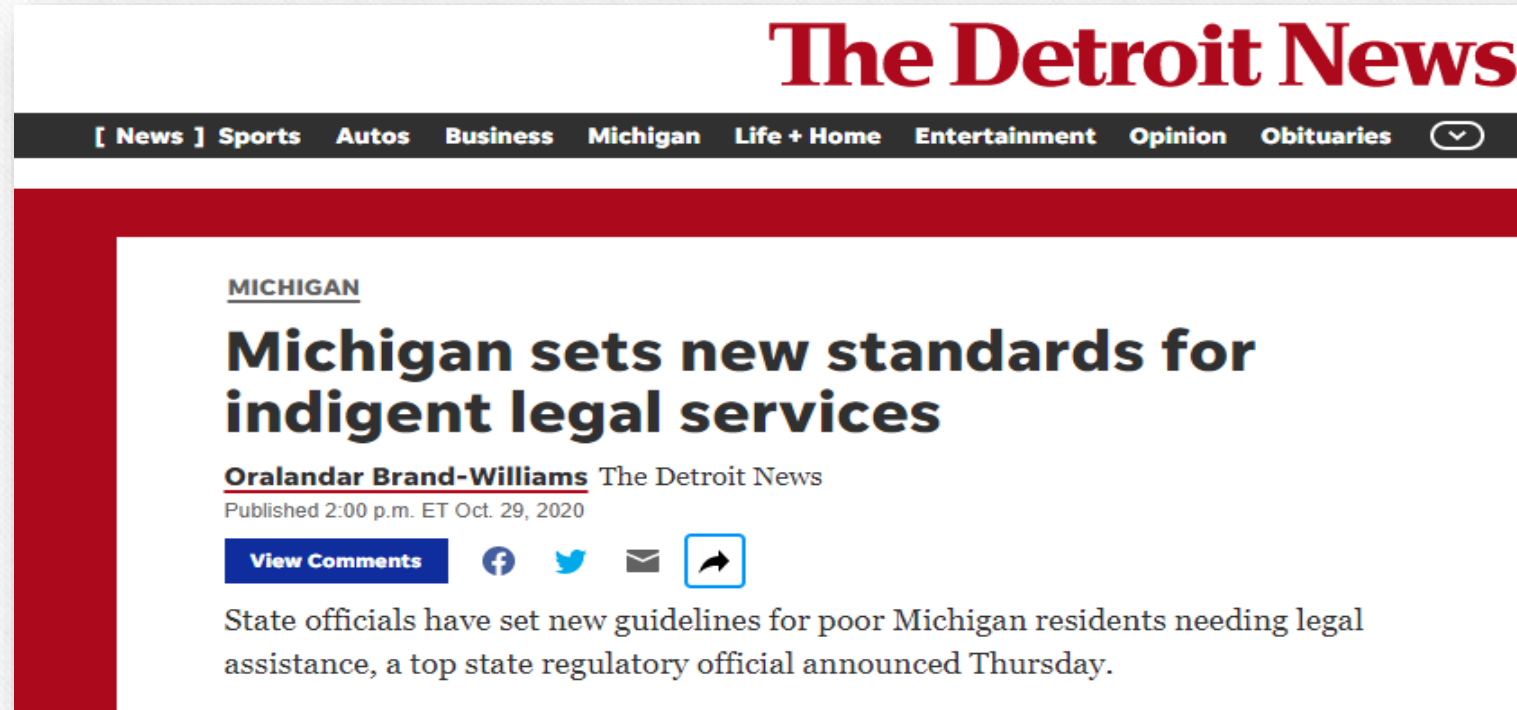 The Detroit News
[ News ] Sports Autos Business Michigan Life + Home Entertainment Opinion Obituaries
MICHIGAN
Michigan sets new standards for
indigent legal services
Oralandar Brand-Williams The Detroit News
Published 2:00 p.m. ET Oct. 29, 2020
View Comments
State officials have set new guidelines for poor Michigan residents needing legal
assistance, a top state regulatory official announced Thursday.